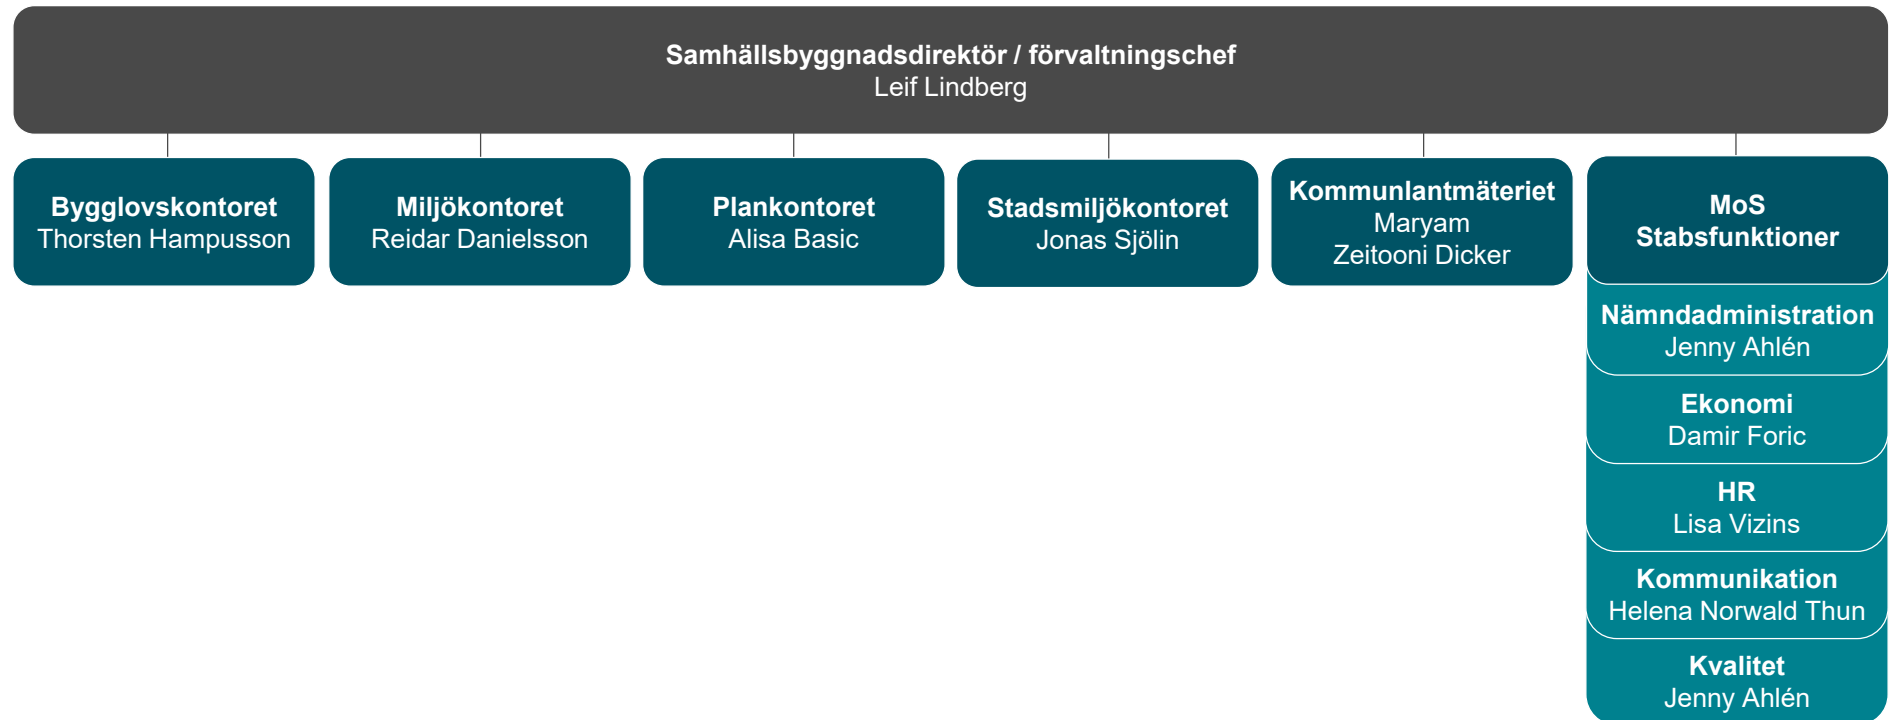 Samhällsbyggnadsdirektör / förvaltningschef
Leif Lindberg
Bygglovskontoret
Thorsten Hampusson
Miljökontoret
Reidar Danielsson
Plankontoret
Alisa Basic
Stadsmiljökontoret
Jonas Sjölin
Kommunlantmäteriet
Maryam
Zeitooni Dicker
MoS
Stabsfunktioner
Nämndadministration
Jenny Ahlén
Ekonomi
Damir Foric
HR
Lisa Vizins
Kommunikation
Helena Norwald Thun
Kvalitet
Jenny Ahlén